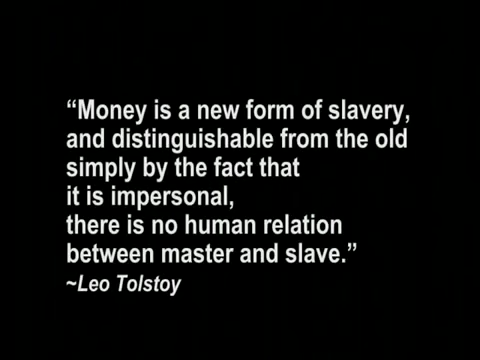 “Money is a new form of slavery,
and distinguishable from the old
simply by the fact that
it is impersonal,
there is no human relation
between master and slave.”
~Leo Tolstoy